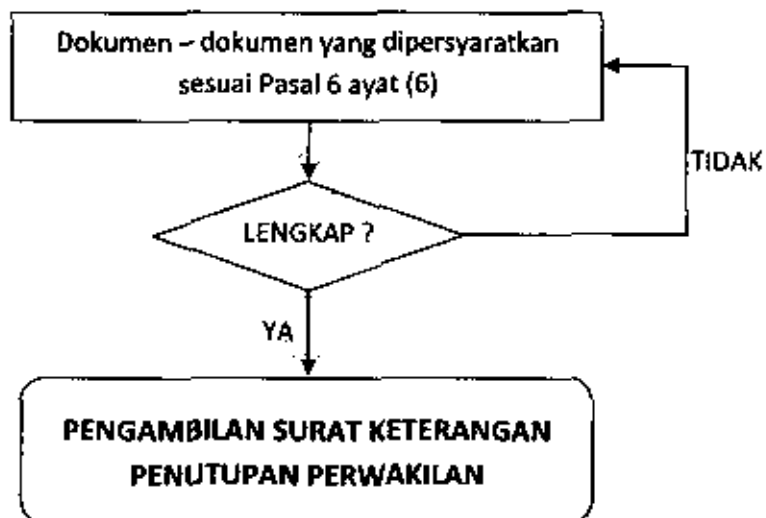 Dokumen – dokumen yang dipersyaratkan
sesuai Pasal 6 ayat (6)
TIDAK
LENGKAP ?
YA
PENGAMBILAN SURAT KETERANGAN
PENUTUPAN PERWAKILAN